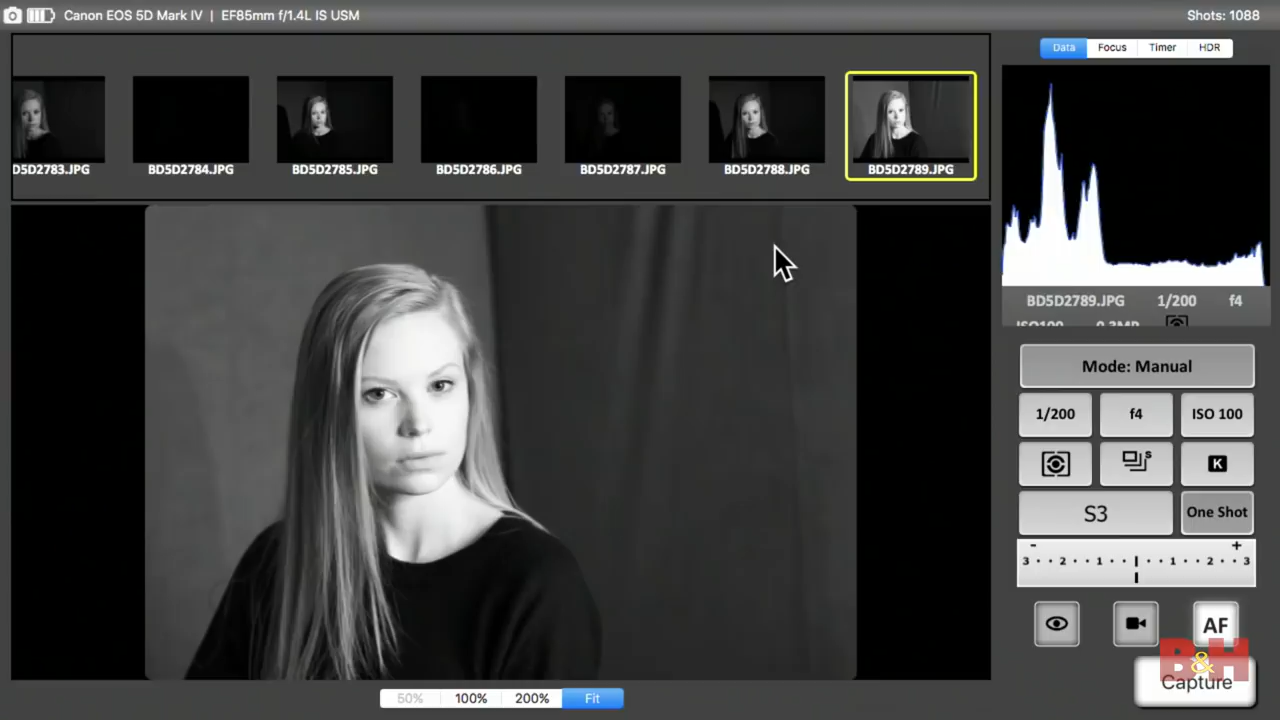 Canon EOS 5D Mark IV | EF85mm f/1.4L IS USM
Shots: 1088
Data Focus Timer HDR
D5D2783.JPG BD5D2784.JPG BD5D2785.JPG BD5D2786.JPG BD5D2787.JPG BD5D2788.JPG BD5D2789.JPG
BD5D2789.JPG 1/200 f4
ISO100 0.3MP
Mode: Manual
1/200 f4 ISO 100
S K
S3 One Shot
- +
3 · · 2 · · 1 · · | · · 1 · · 2 · · 3
AF
B&H
Capture
50% 100% 200% Fit